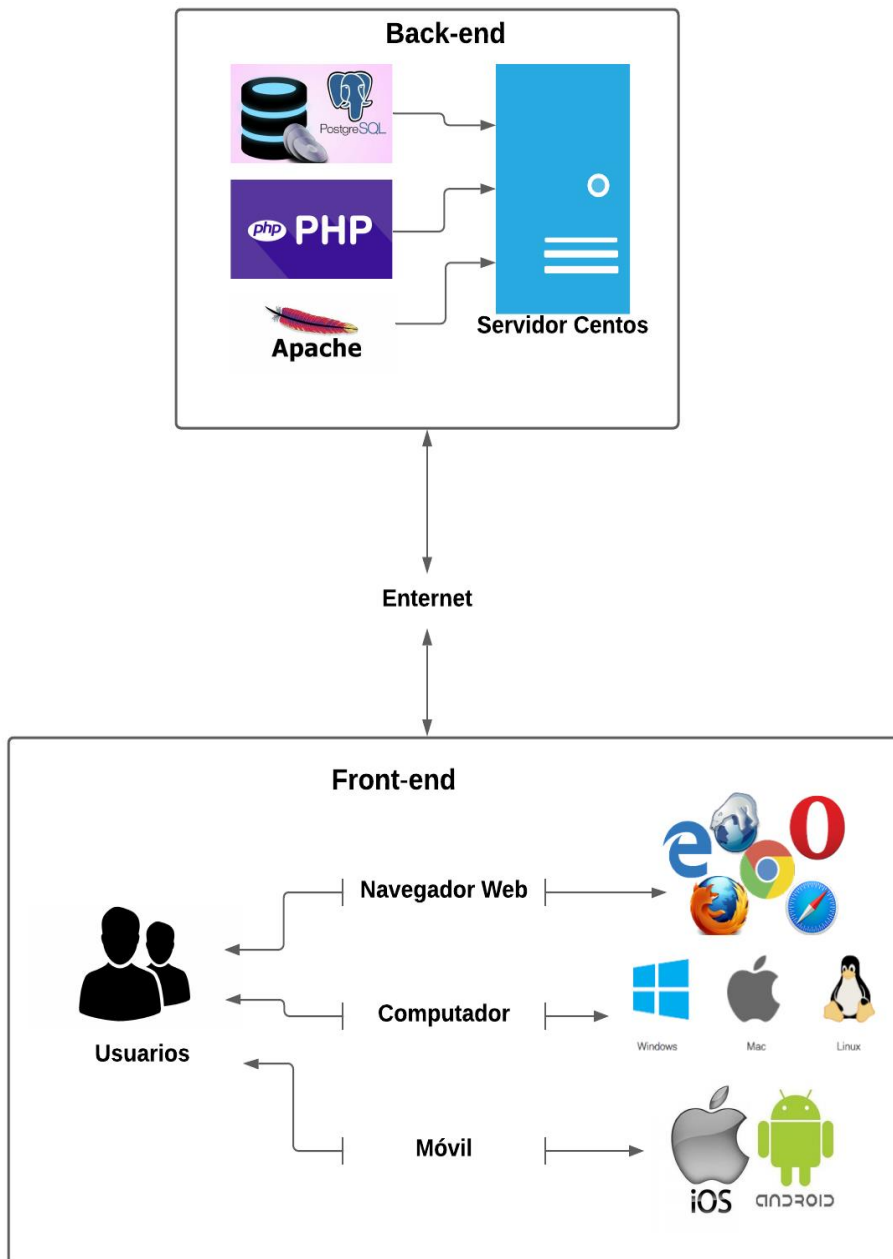 Back-end
PostgreSQL
php PHP
Apache
Servidor Centos
Enternet
Front-end
Navegador Web
Usuarios
Computador
Windows
Mac
Linux
Móvil
iOS
ANDROID